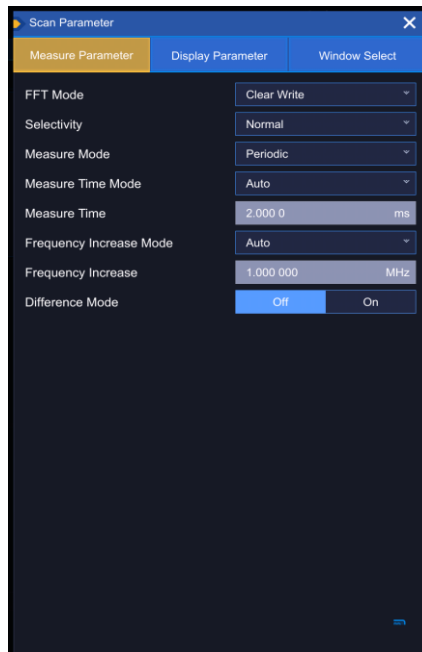 Scan Parameter
Measure Parameter Display Parameter Window Select
FFT Mode Clear Write
Selectivity Normal
Measure Mode Periodic
Measure Time Mode Auto
Measure Time 2.000 0 ms
Frequency Increase Mode Auto
Frequency Increase 1.000 000 MHz
Difference Mode Off On